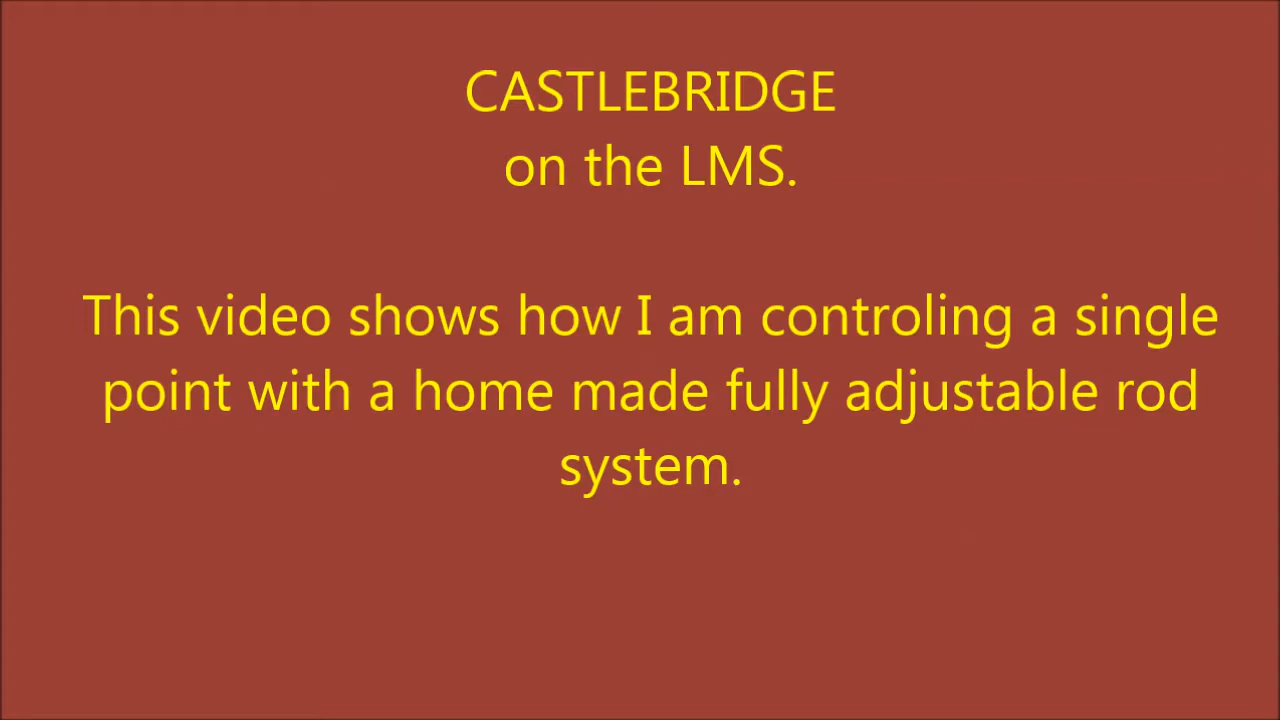 CASTLEBRIDGE
on the LMS.
This video shows how I am controling a single
point with a home made fully adjustable rod
system.